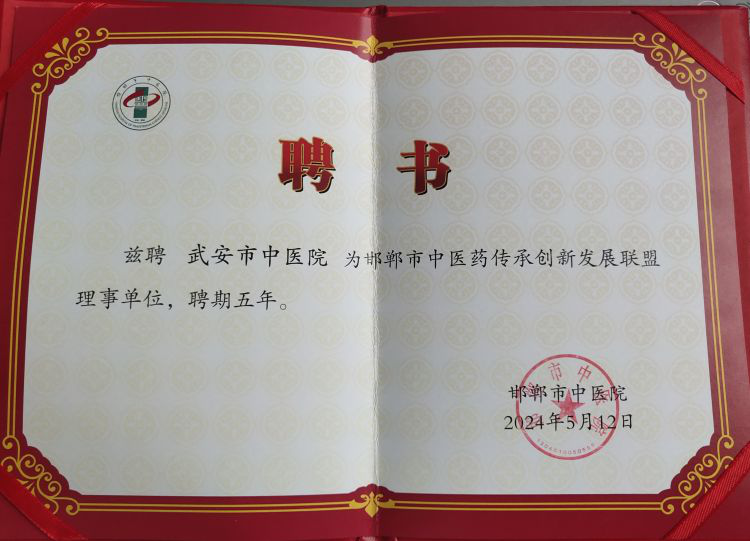 聘书
兹聘 武安市中医院 为邯郸市中医药传承创新发展联盟
理事单位，聘期五年。
邯郸市中医院
2024年5月12日